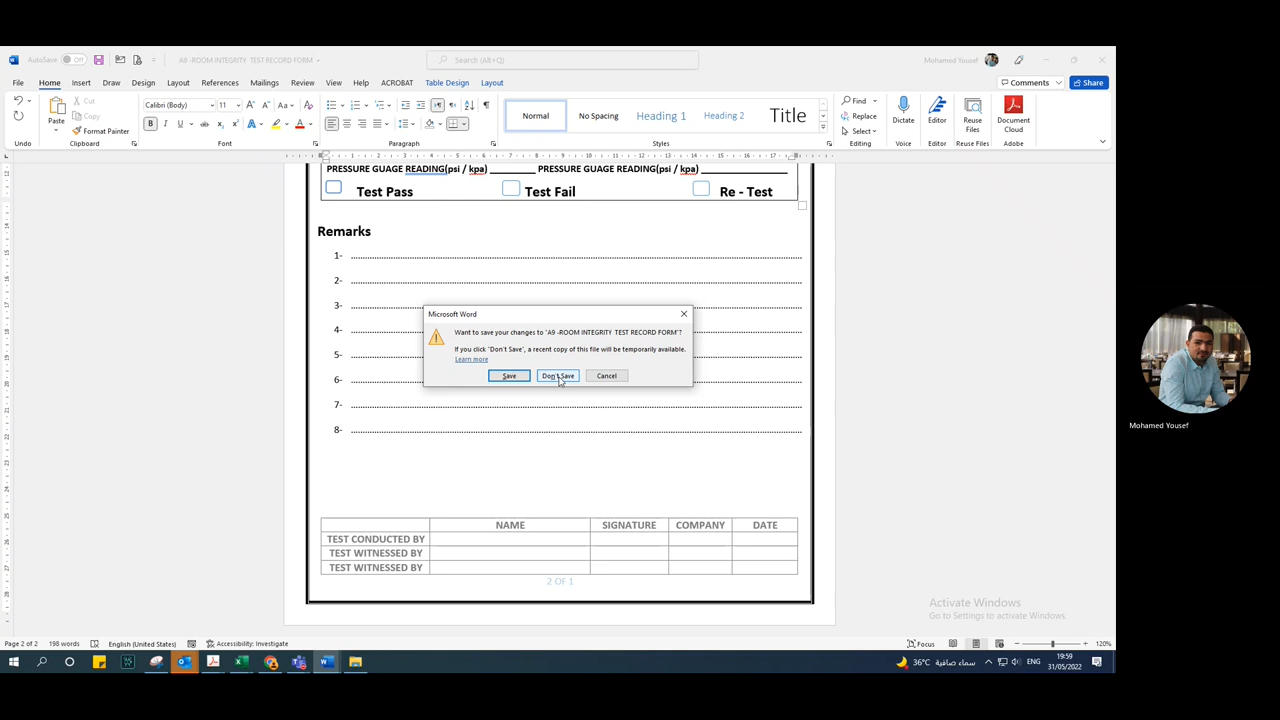 AutoSave Off
A9 -ROOM INTEGRITY TEST RECORD FORM
Search (Alt+Q)
Mohamed Yousef
File Home Insert Draw Design References Mailings Review View Help ACROBAT Table Design Layout
Comments
Share
Paste
Cut
Copy
Format Painter
Calibri (Body) 11
Normal
No Spacing
Heading 1
Heading 2
Title
Find
Replace
Select
Dictate
Editor
Reuse Files
Document Cloud
Undo Clipboard Font Paragraph Styles Editing Voice Editor Reuse Files Adobe
PRESSURE GUAGE READING(psi / kpa) __________ PRESSURE GUAGE READING(psi / kpa) ____________________
Test Pass Test Fail Re - Test
Remarks
1-
2-
3-
4-
5-
6-
7-
8-
Microsoft Word
Want to save your changes to "A9 -ROOM INTEGRITY TEST RECORD FORM"?
If you click "Don't Save", a recent copy of this file will be temporarily available.
Learn more
Save Don't Save Cancel
Mohamed Yousef
NAME SIGNATURE COMPANY DATE
TEST CONDUCTED BY
TEST WITNESSED BY
TEST WITNESSED BY
2 OF 1
Activate Windows
Go to Settings to activate Windows.
Page 2 of 2 198 words English (United States) Accessibility: Investigate Focus 120%
36°C سماء صافية ENG 19:59
31/05/2022